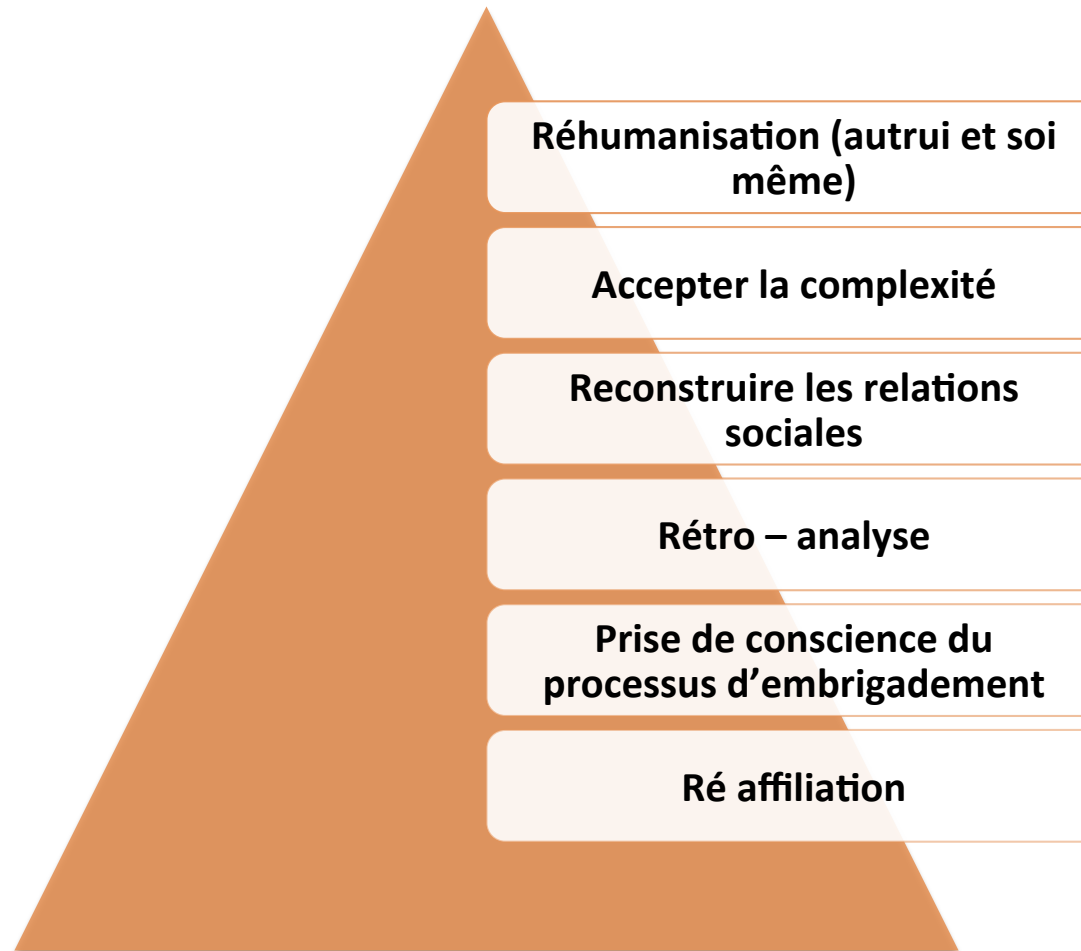 Réhumanisation (autrui et soi
même)
Accepter la complexité
Reconstruire les relations
sociales
Rétro – analyse
Prise de conscience du
processus d’embrigadement
Ré affiliation